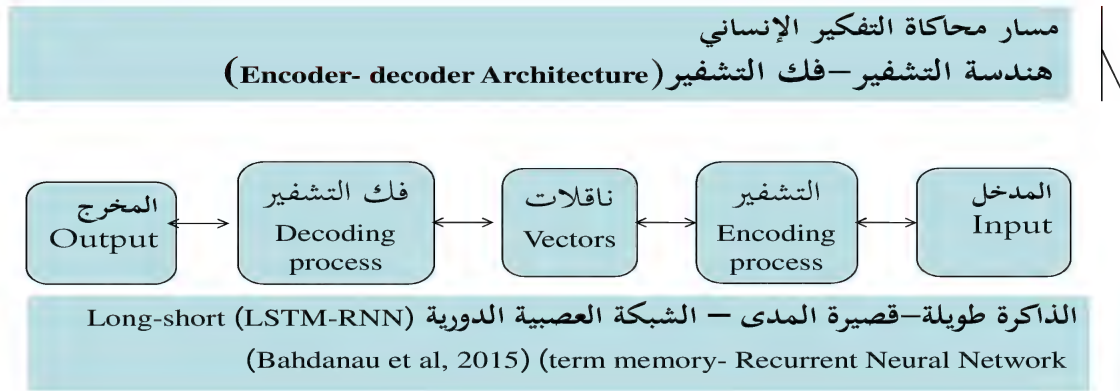 مسار محاكاة التفكير الإنساني
هندسة التشفير–فك التشفير(Encoder- decoder Architecture)
المدخل
Input
التشفير
Encoding
process
ناقلات
Vectors
فك التشفير
Decoding
process
المخرج
Output
الذاكرة طويلة–قصيرة المدى – الشبكة العصبية الدورية (LSTM-RNN) Long-short
(Bahdanau et al, 2015) (term memory- Recurrent Neural Network